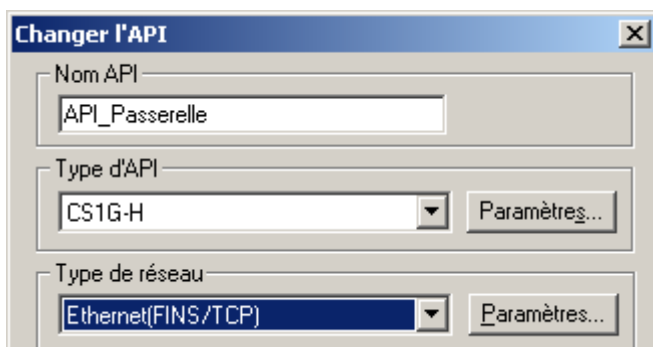 Changer l'API
Nom API
API_Passerelle
Type d'API
CS1G-H
Paramètres...
Type de réseau
Ethernet(FINS/TCP)
Paramètres...